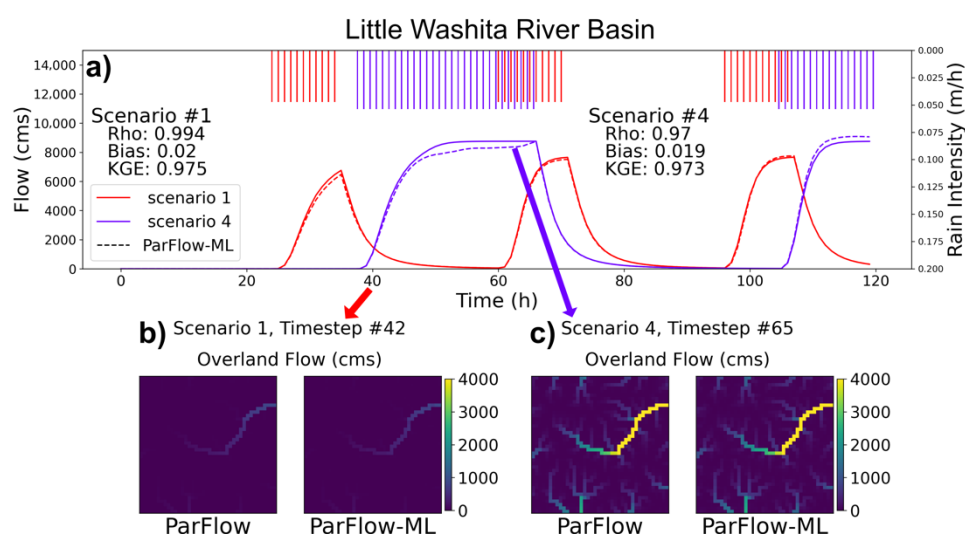 Little Washita River Basin
a)
14,000
12,000
10,000
8000
6000
4000
2000
0
Flow (cms)
0.000
0.025
0.050
0.075
0.100
0.125
0.150
0.175
0.200
Rain Intensity (m/h)
Scenario #1
Rho: 0.994
Bias: 0.02
KGE: 0.975
Scenario #4
Rho: 0.97
Bias: 0.019
KGE: 0.973
scenario 1
scenario 4
ParFlow-ML
0 20 40 60 80 100 120
Time (h)
b)
Scenario 1, Timestep #42
Overland Flow (cms)
4000
3000
2000
1000
0
ParFlow ParFlow-ML
c)
Scenario 4, Timestep #65
Overland Flow (cms)
4000
3000
2000
1000
0
ParFlow ParFlow-ML